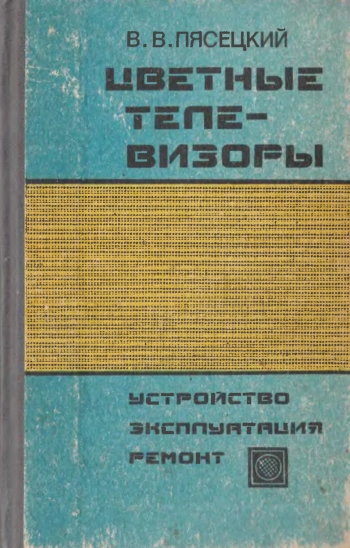 В. В. ПЯСЕЦКИЙ
ЦВЕТНЫЕ
ТЕЛЕ-
ВИЗОРЫ
УСТРОЙСТВО
ЭКСПЛУАТАЦИЯ
РЕМОНТ